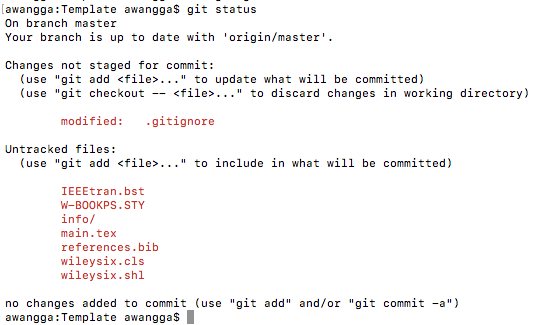 [awangga:Template awangga$ git status
On branch master
Your branch is up to date with 'origin/master'.
Changes not staged for commit:
(use "git add <file>..." to update what will be committed)
(use "git checkout -- <file>..." to discard changes in working directory)
modified:   .gitignore
Untracked files:
(use "git add <file>..." to include in what will be committed)
IEEEtran.bst
W-BOOKPS.STY
info/
main.tex
references.bib
wileysix.cls
wileysix.shl
no changes added to commit (use "git add" and/or "git commit -a")
awangga:Template awangga$